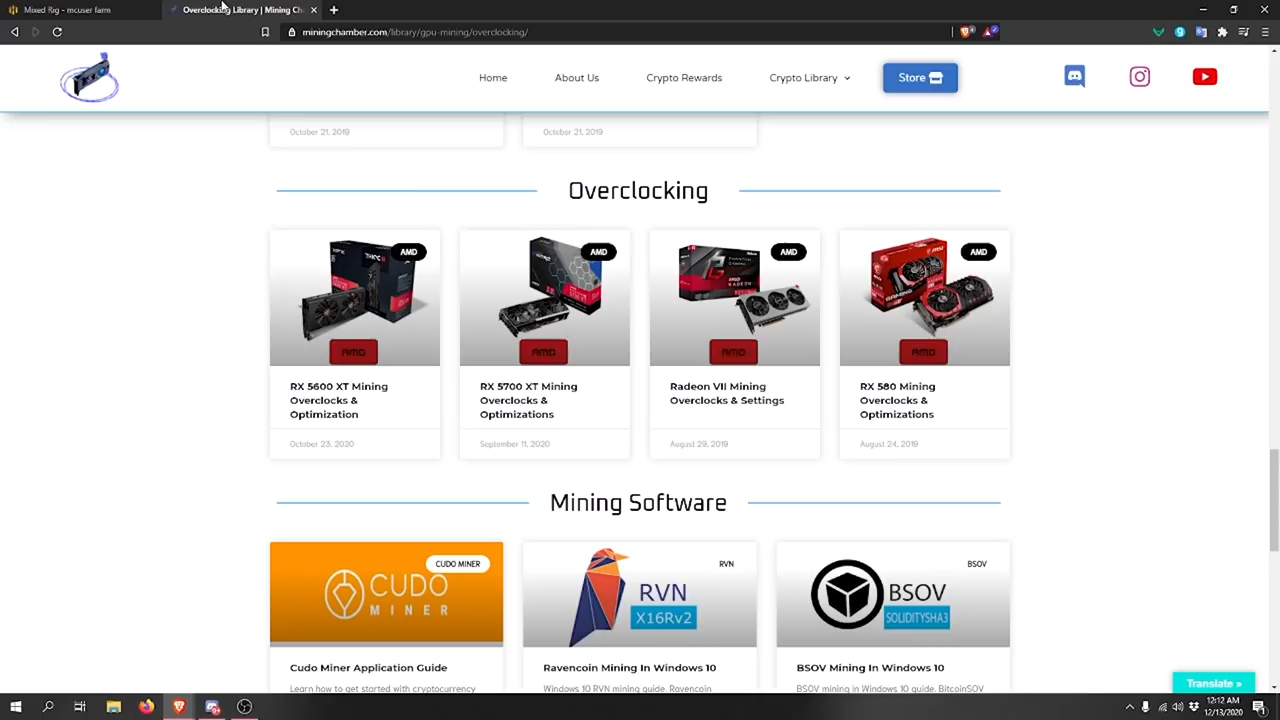 Mixed Rig - mcuser farm
Overclocking Library | Mining Ch
miningchamber.com/library/gpu-mining/overclocking/
Home
About Us
Crypto Rewards
Crypto Library
Store
October 21, 2019
October 21, 2019
Overclocking
AMD
AMD
AMD
AMD
AMD
AMD
AMD
AMD
RX 5600 XT Mining
Overclocks &
Optimization
October 23, 2020
RX 5700 XT Mining
Overclocks &
Optimizations
September 11, 2020
Radeon VII Mining
Overclocks & Settings
August 29, 2019
RX 580 Mining
Overclocks &
Optimizations
August 24, 2019
Mining Software
CUDO MINER
CUDO
MINER
RVN
RVN
X16Rv2
BSOV
BSOV
SOLIDITYSHA3
Cudo Miner Application Guide
Learn how to get started with cryptocurrency
Ravencoin Mining In Windows 10
Windows 10 RVN mining guide. Ravencoin
BSOV Mining In Windows 10
BSOV mining in Windows 10 guide. BitcoinSOV
Translate »
12:12 AM
12/13/2020